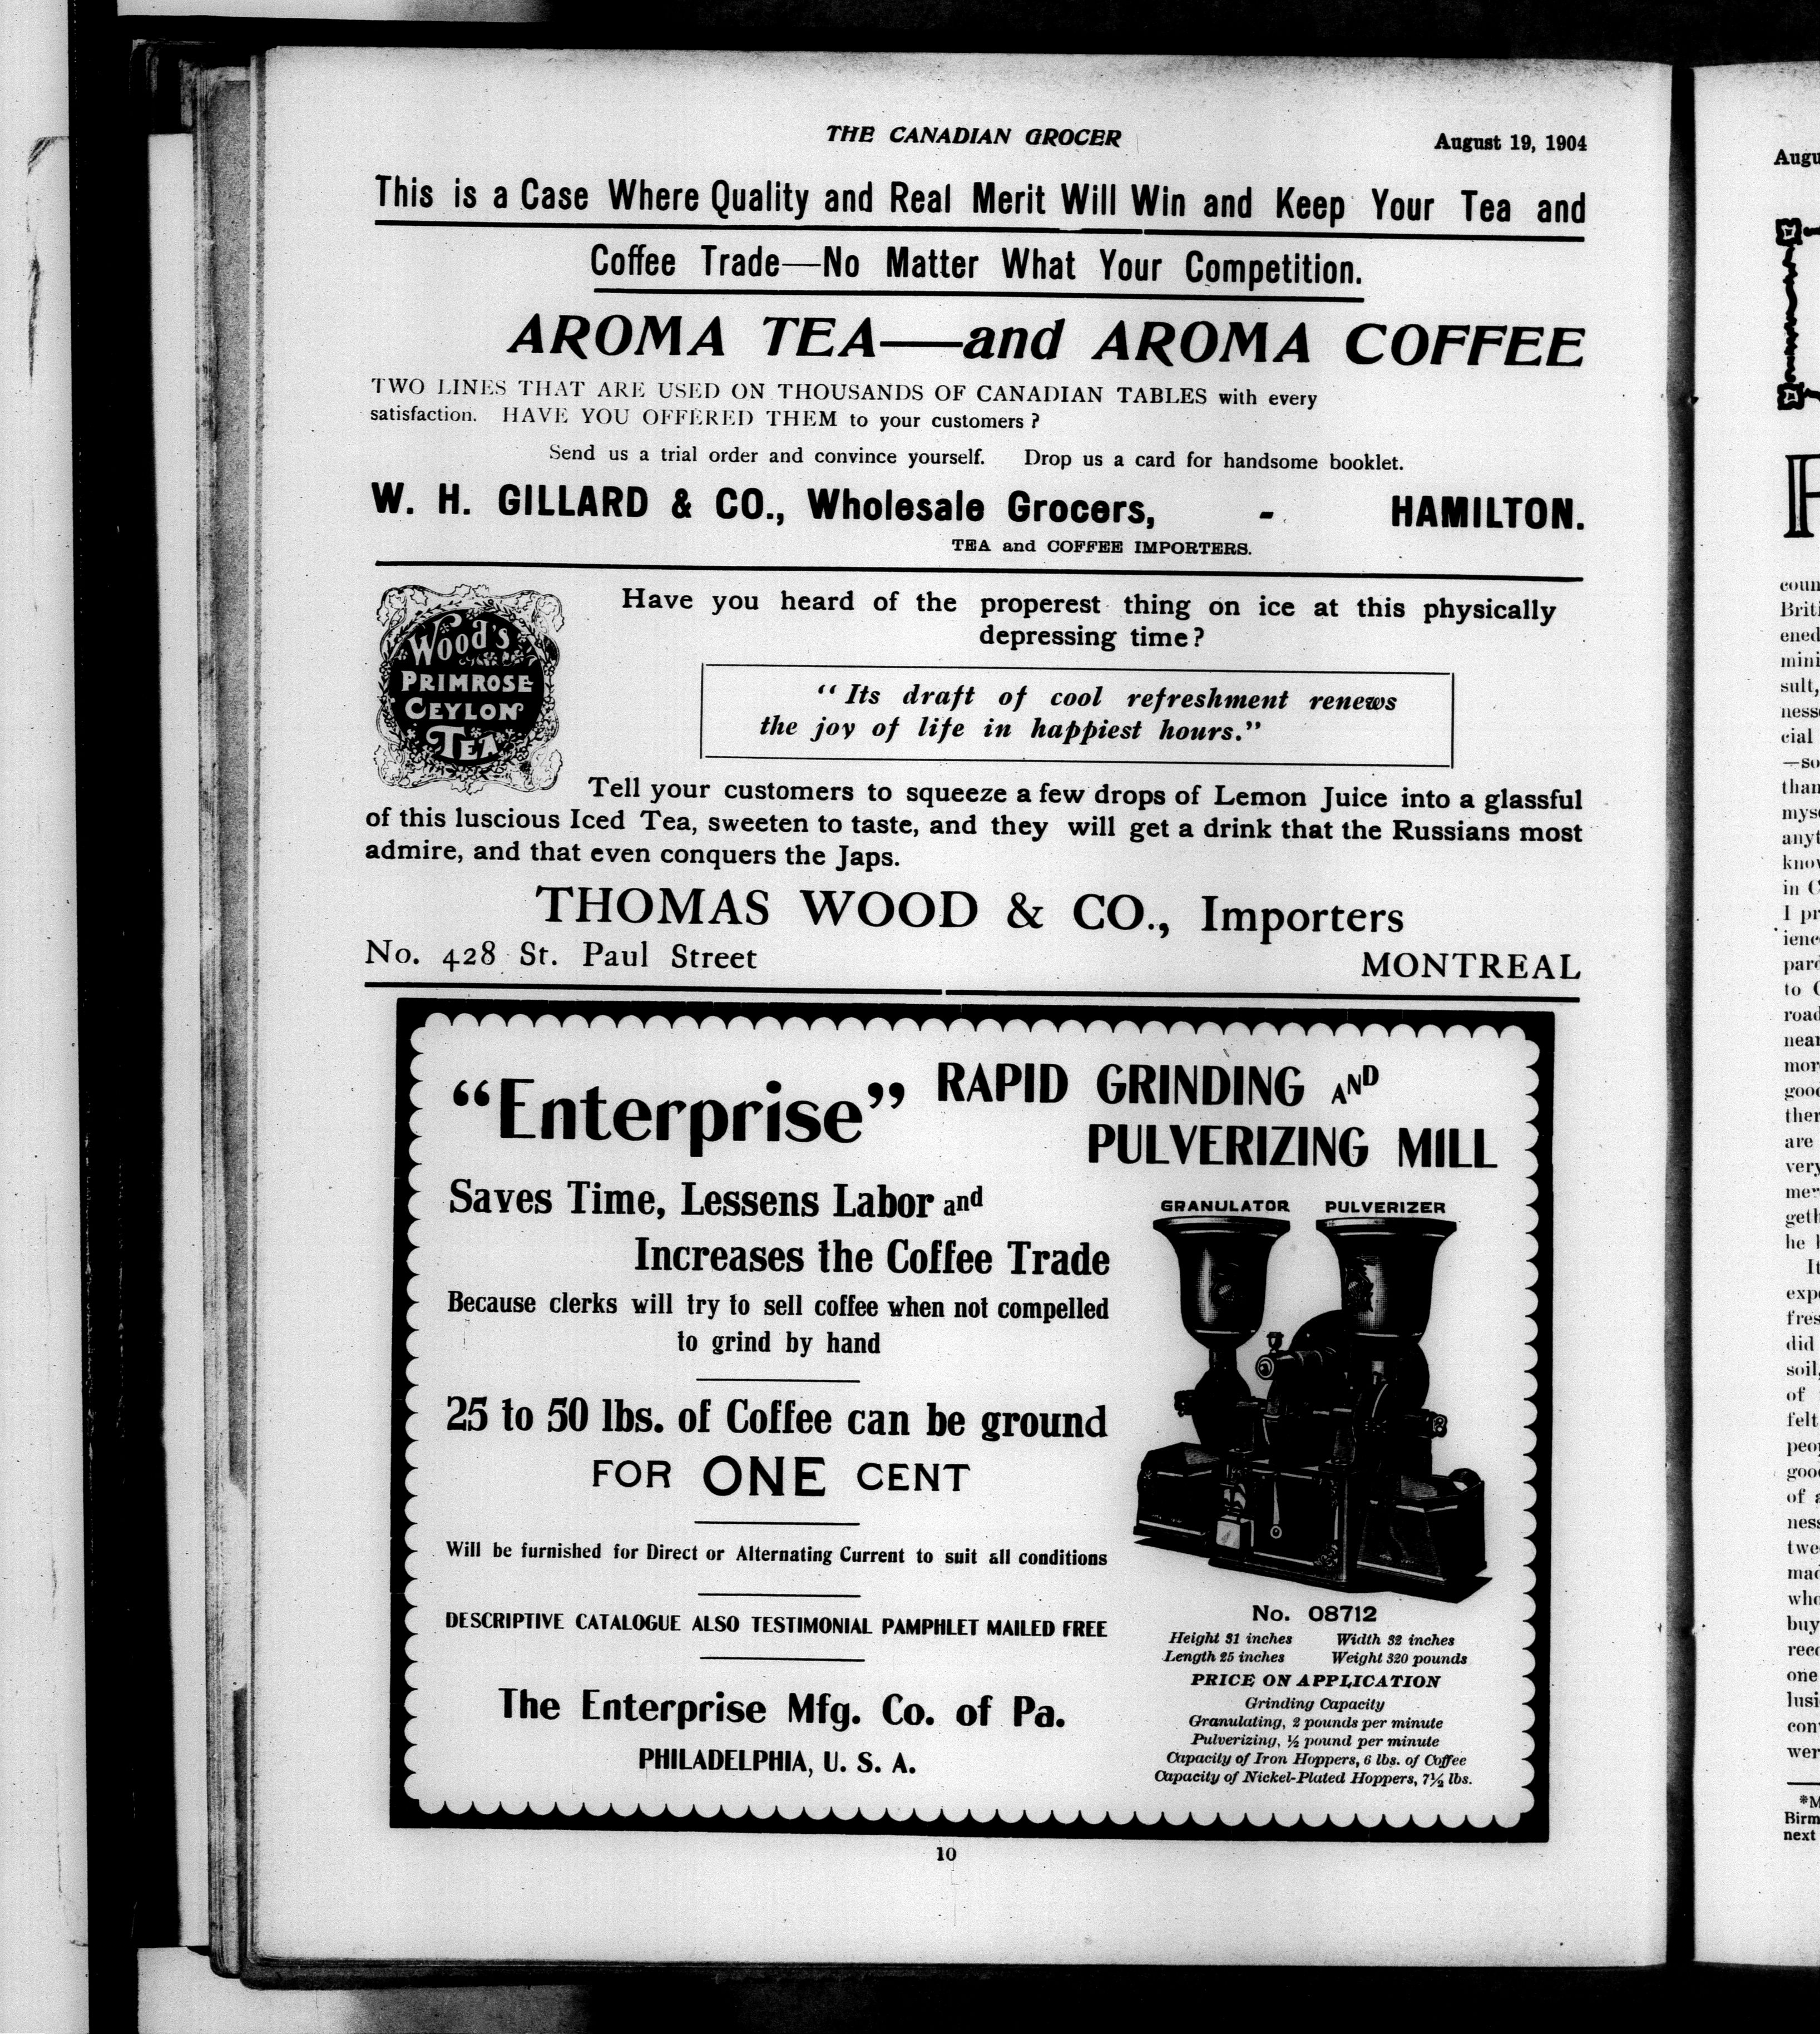 THE CANADIAN GROCER
August 19, 1904
This is a Case Where Quality and Real Merit Will Win and Keep Your Tea and
Coffee Trade—No Matter What Your Competition.
AROMA TEA—and AROMA COFFEE
TWO LINES THAT ARE USED ON THOUSANDS OF CANADIAN TABLES with every
satisfaction. HAVE YOU OFFERED THEM to your customers ?
Send us a trial order and convince yourself. Drop us a card for handsome booklet.
W. H. GILLARD & CO., Wholesale Grocers, - HAMILTON.
TEA and COFFEE IMPORTERS.
Wood's
PRIMROSE
CEYLON
TEA
Have you heard of the properest thing on ice at this physically
depressing time?
"Its draft of cool refreshment renews
the joy of life in happiest hours."
Tell your customers to squeeze a few drops of Lemon Juice into a glassful
of this luscious Iced Tea, sweeten to taste, and they will get a drink that the Russians most
admire, and that even conquers the Japs.
THOMAS WOOD & CO., Importers
No. 428 St. Paul Street MONTREAL
"Enterprise" RAPID GRINDING AND
PULVERIZING MILL
Saves Time, Lessens Labor and
Increases the Coffee Trade
Because clerks will try to sell coffee when not compelled
to grind by hand
25 to 50 lbs. of Coffee can be ground
FOR ONE CENT
Will be furnished for Direct or Alternating Current to suit all conditions
DESCRIPTIVE CATALOGUE ALSO TESTIMONIAL PAMPHLET MAILED FREE
The Enterprise Mfg. Co. of Pa.
PHILADELPHIA, U. S. A.
GRANULATOR PULVERIZER
No. 08712
Height 31 inches Width 32 inches
Length 25 inches Weight 320 pounds
PRICE ON APPLICATION
Grinding Capacity
Granulating, 2 pounds per minute
Pulverizing, ½ pound per minute
Capacity of Iron Hoppers, 6 lbs. of Coffee
Capacity of Nickel-Plated Hoppers, 7½ lbs.
10